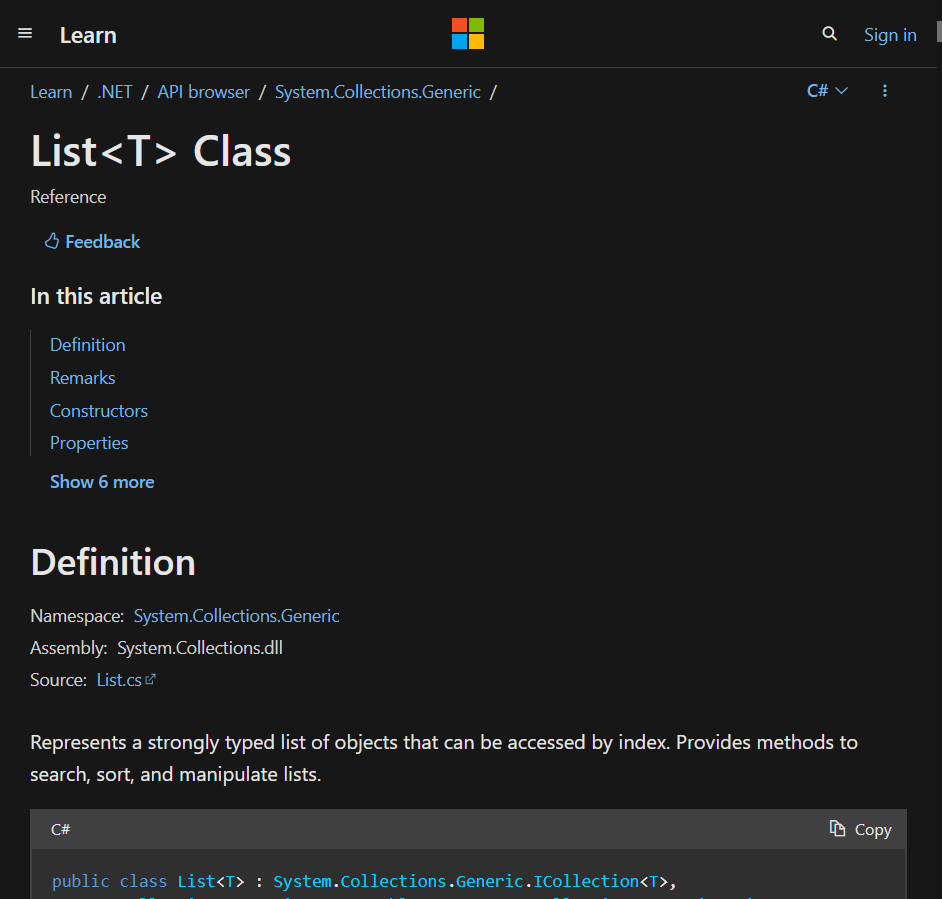 Learn
Sign in
Learn / .NET / API browser / System.Collections.Generic /
C#
List<T> Class
Reference
Feedback
In this article
Definition
Remarks
Constructors
Properties
Show 6 more
Definition
Namespace: System.Collections.Generic
Assembly: System.Collections.dll
Source: List.cs
Represents a strongly typed list of objects that can be accessed by index. Provides methods to
search, sort, and manipulate lists.
C#
Copy
public class List<T> : System.Collections.Generic.ICollection<T>,